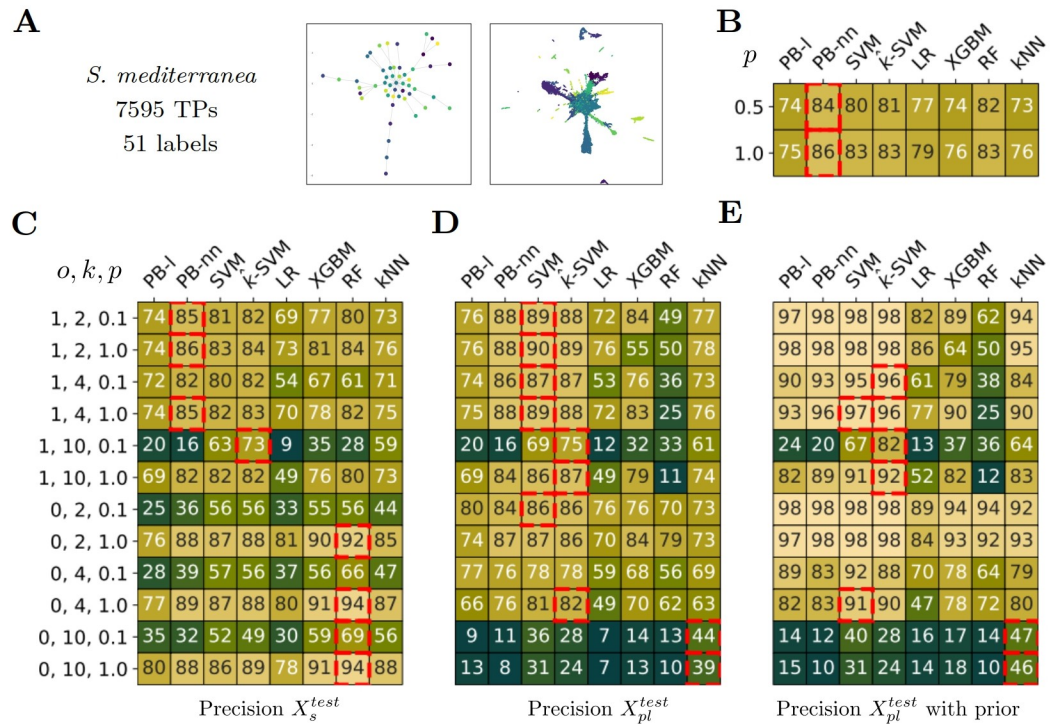 A
B
S. mediterranea
7595 TPs
51 labels
p PB-l PB-nn SVM k̂-SVM LR XGBM RF kNN
0.5 74 84 80 81 77 74 82 73
1.0 75 86 83 83 79 76 83 76
C
o, k, p PB-l PB-nn SVM k̂-SVM LR XGBM RF kNN
1, 2, 0.1 74 85 81 82 69 77 80 73
1, 2, 1.0 74 86 83 84 73 81 84 76
1, 4, 0.1 72 82 80 82 54 67 61 71
1, 4, 1.0 74 85 82 83 70 78 82 75
1, 10, 0.1 20 16 63 73 9 35 28 59
1, 10, 1.0 69 82 82 82 49 76 80 73
0, 2, 0.1 25 36 56 56 33 55 56 44
0, 2, 1.0 76 88 87 88 81 90 92 85
0, 4, 0.1 28 39 57 56 37 56 66 47
0, 4, 1.0 77 89 87 88 80 91 94 87
0, 10, 0.1 35 32 52 49 30 59 69 56
0, 10, 1.0 80 88 86 89 78 91 94 88
Precision X_s^test
D
PB-l PB-nn SVM k̂-SVM LR XGBM RF kNN
76 88 89 88 72 84 49 77
76 88 90 89 76 55 50 78
74 86 87 87 53 76 36 73
75 88 89 88 72 83 25 76
20 16 69 75 12 32 33 61
49 84 86 87 49 79 11 74
80 84 86 86 76 76 70 73
74 87 87 86 70 84 79 73
77 76 78 78 59 68 56 69
66 76 81 82 49 70 62 63
9 11 36 28 7 14 13 44
13 8 31 24 7 13 10 39
Precision X_pl^test
E
PB-l PB-nn SVM k̂-SVM LR XGBM RF kNN
97 98 98 98 82 89 62 94
98 98 98 98 86 64 50 95
90 93 95 96 61 79 38 84
93 96 97 96 77 90 25 90
24 20 67 82 13 37 36 64
82 89 91 92 52 82 12 83
98 98 98 98 89 94 94 92
98 98 98 98 84 93 92 93
89 83 92 88 70 78 64 79
82 83 91 90 47 78 72 80
14 12 40 28 16 17 14 47
15 10 31 24 14 18 10 46
Precision X_pl^test with prior